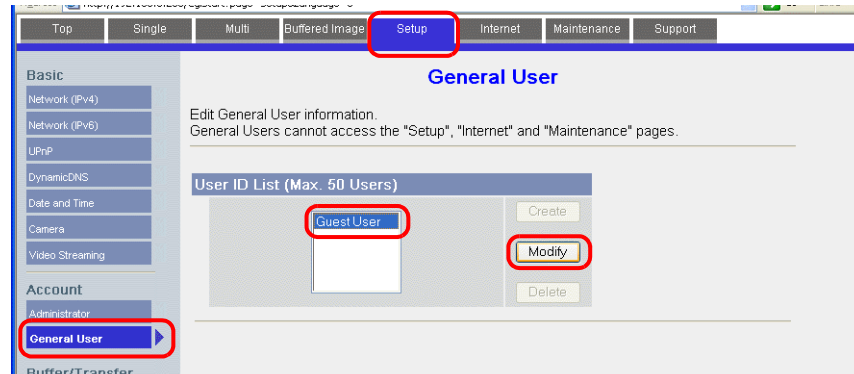 Top Single Multi Buffered Image Setup Internet Maintenance Support
Basic
Network (IPv4)
Network (IPv6)
UPnP
DynamicDNS
Date and Time
Camera
Video Streaming
Account
Administrator
General User
Buffer/Transfer
General User
Edit General User information.
General Users cannot access the "Setup", "Internet" and "Maintenance" pages.
User ID List (Max. 50 Users)
Guest User
Create
Modify
Delete